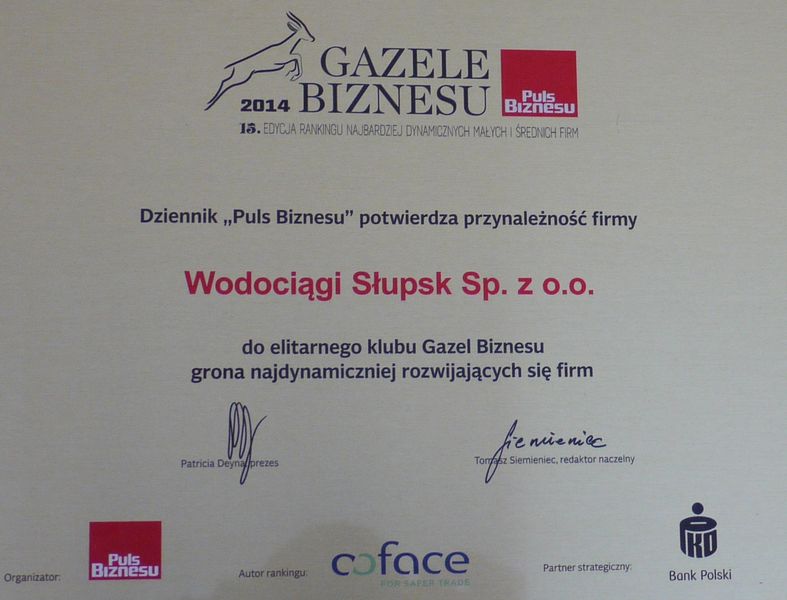 GAZELE
2014 BIZNESU
Puls
Biznesu
15. EDYCJA RANKINGU NAJBARDZIEJ DYNAMICZNYCH MAŁYCH I ŚREDNICH FIRM
Dziennik „Puls Biznesu” potwierdza przynależność firmy
Wodociągi Słupsk Sp. z o.o.
do elitarnego klubu Gazel Biznesu
grona najdynamiczniej rozwijających się firm
Siemieniec
Patricia Deyna, prezes
Tomasz Siemieniec, redaktor naczelny
Organizator:
Puls
Biznesu
Autor rankingu:
coface
FOR SAFER TRADE
Partner strategiczny:
PKO
Bank Polski